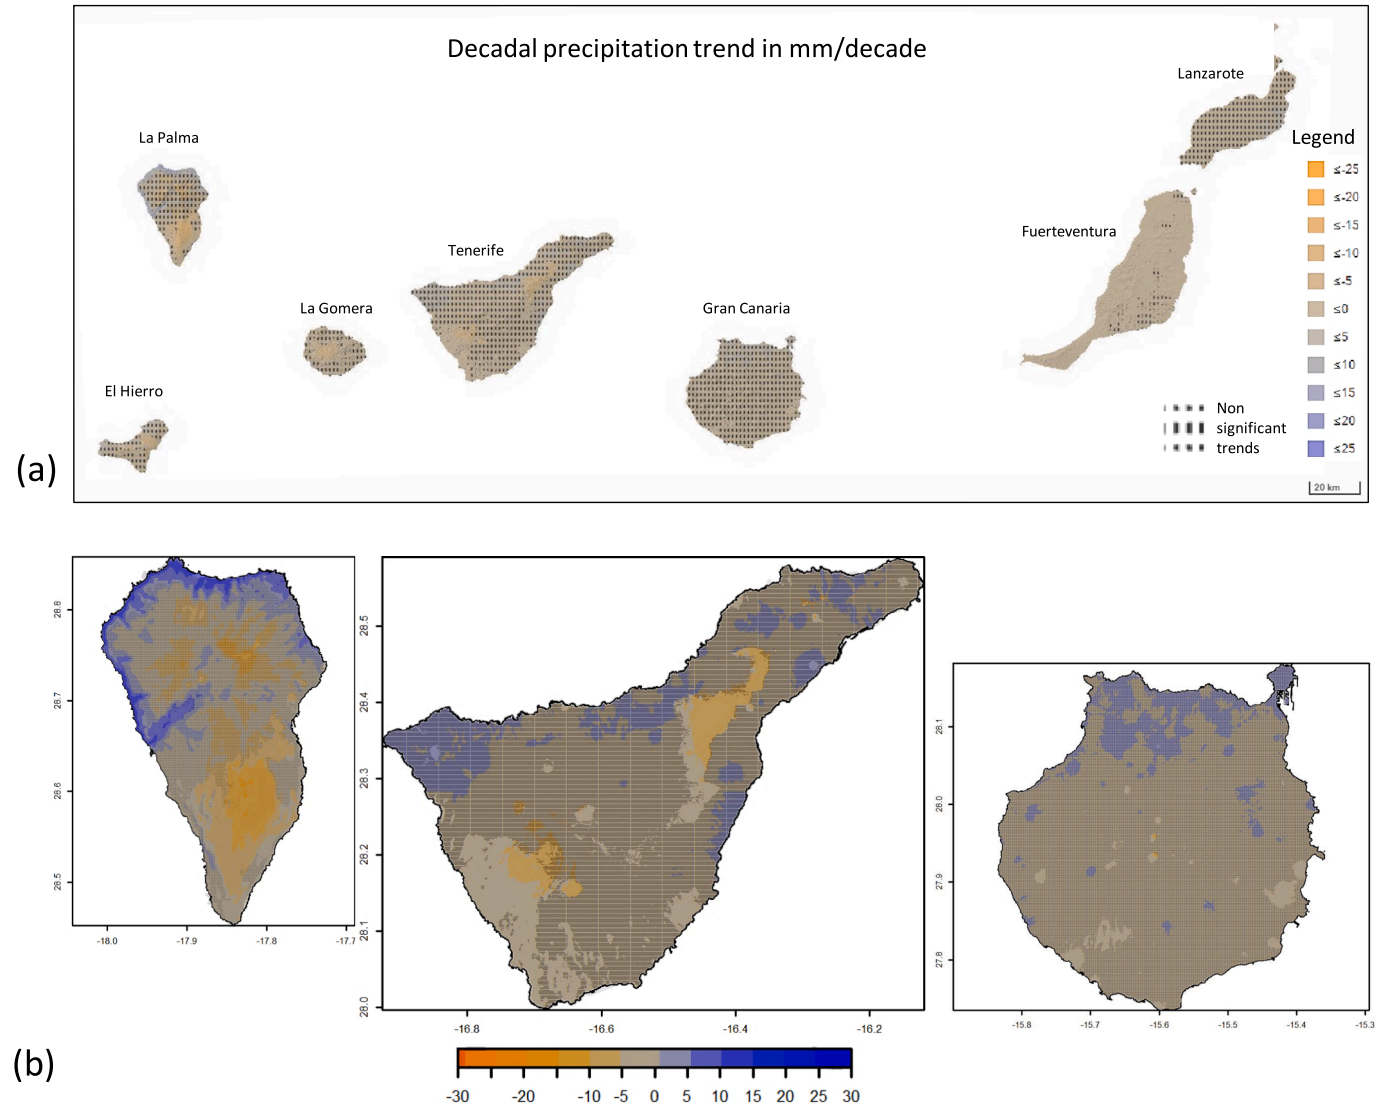 Decadal precipitation trend in mm/decade
Lanzarote
La Palma
Legend
≤-25
≤-20
≤-15
≤-10
≤-5
≤0
≤5
≤10
≤15
≤20
≤25
Fuerteventura
Tenerife
La Gomera
Gran Canaria
El Hierro
Non
significant
trends
20 km
(a)
28.8
28.7
28.6
28.5
-18.0 -17.9 -17.8 -17.7
28.5
28.4
28.3
28.2
28.1
28.0
-16.8 -16.6 -16.4 -16.2
28.1
28.0
27.9
27.8
-15.8 -15.7 -15.6 -15.5 -15.4 -15.3
(b)
-30 -20 -10 -5 0 5 10 15 20 25 30